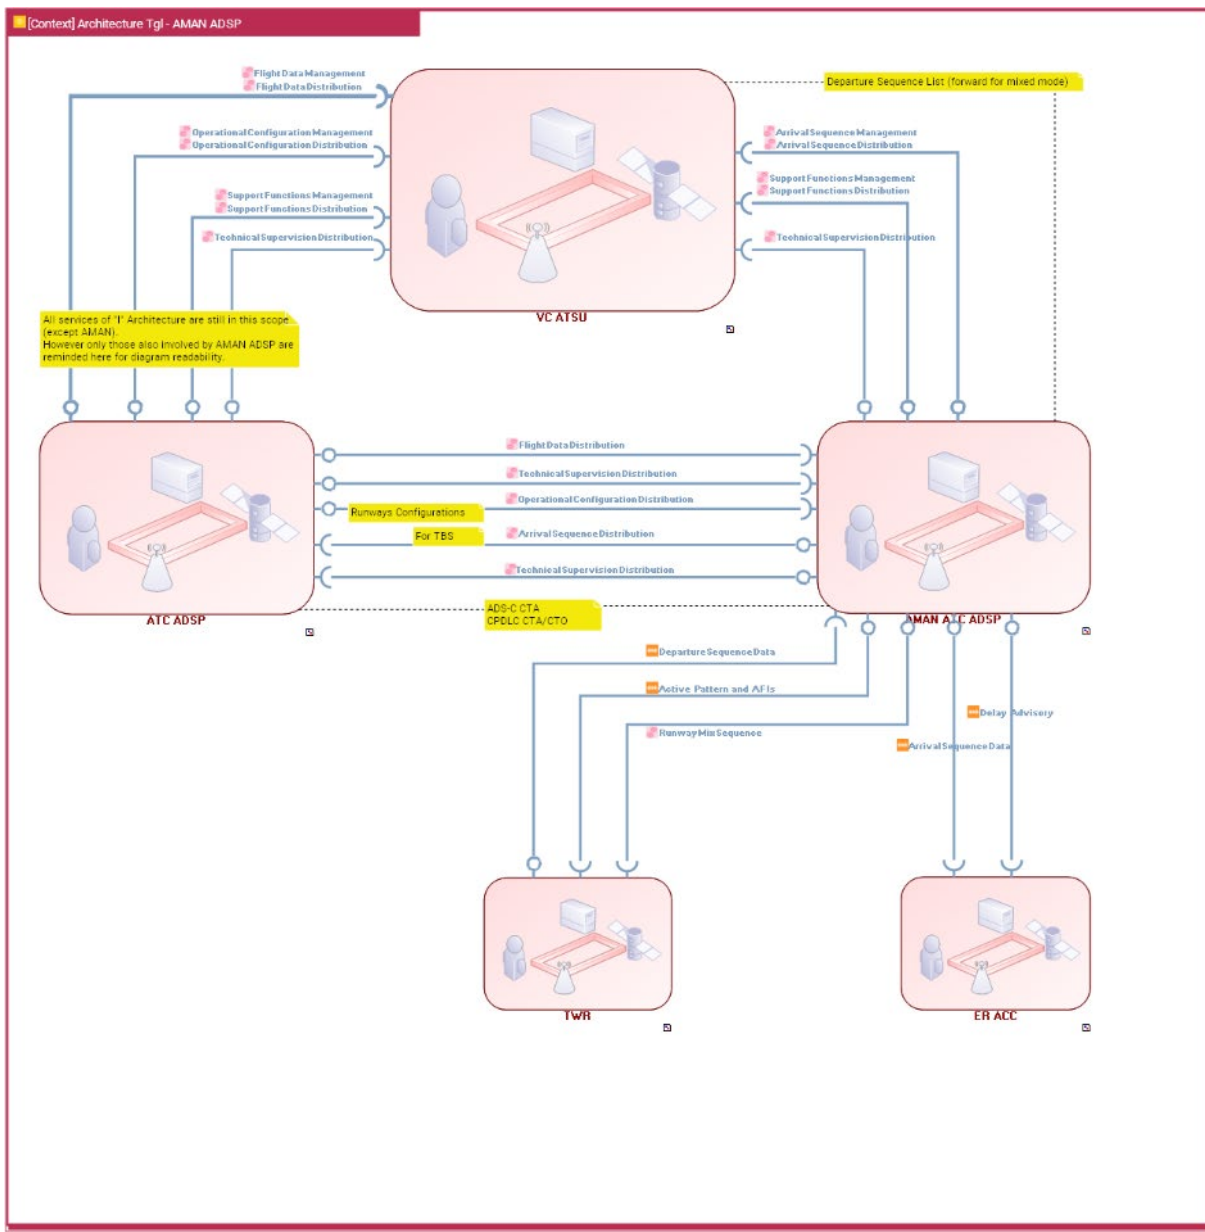 [Context] Architecture Tgl - AMAN ADSP
Flight Data Management
Flight Data Distribution
Departure Sequence List (forward for mixed mode)
Operational Configuration Management
Operational Configuration Distribution
Arrival Sequence Management
Arrival Sequence Distribution
Support Functions Management
Support Functions Distribution
Support Functions Management
Support Functions Distribution
Technical Supervision Distribution
Technical Supervision Distribution
VC ATSU
All services of "I" Architecture are still in this scope
(except AMAN).
However only those also involved by AMAN ADSP are
reminded here for diagram readability.
Flight Data Distribution
Technical Supervision Distribution
Operational Configuration Distribution
Runways Configurations
For TBS
Arrival Sequence Distribution
Technical Supervision Distribution
ADS-C CTA
CPDLC CTA/CTO
ATC ADSP
AMAN ATC ADSP
Departure Sequence Data
Active Pattern and AFIs
Delay Advisory
Runway Mix Sequence
Arrival Sequence Data
TWR
ER ACC